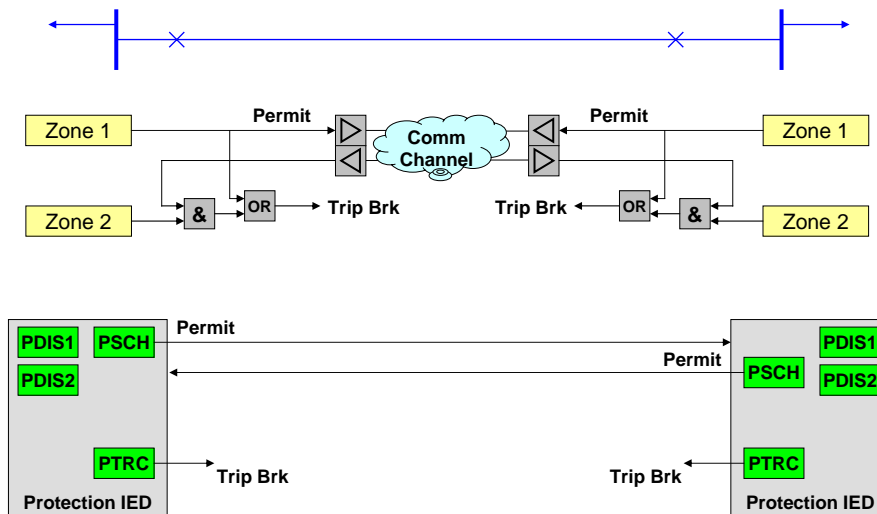 Permit
Permit
Zone 1
Comm
Channel
Zone 1
Zone 2
&
OR
Trip Brk
Trip Brk
OR
&
Zone 2
Permit
PDIS1
PSCH
PDIS1
Permit
PDIS2
PSCH
PDIS2
PTRC
Trip Brk
Trip Brk
PTRC
Protection IED
Protection IED